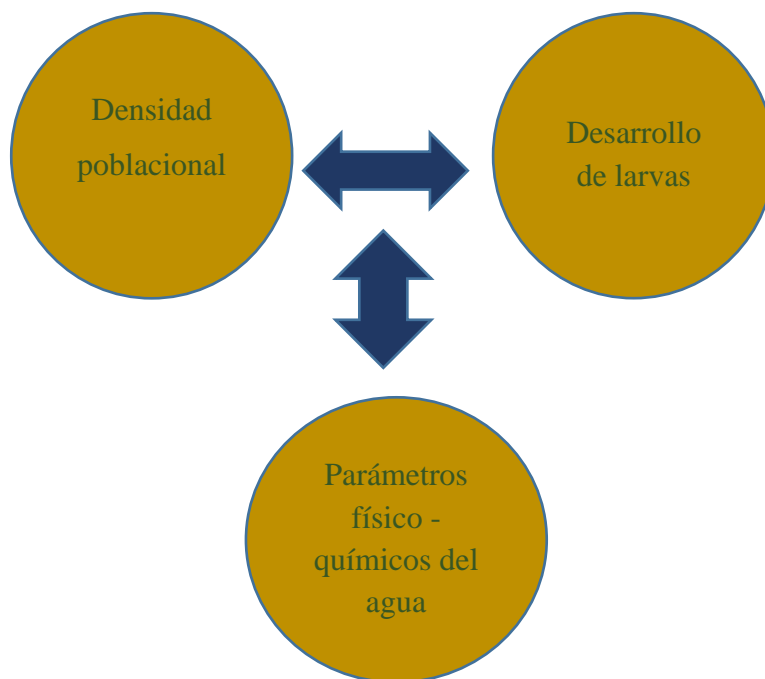 Densidad
poblacional
Desarrollo
de larvas
Parámetros
físico -
químicos del
agua